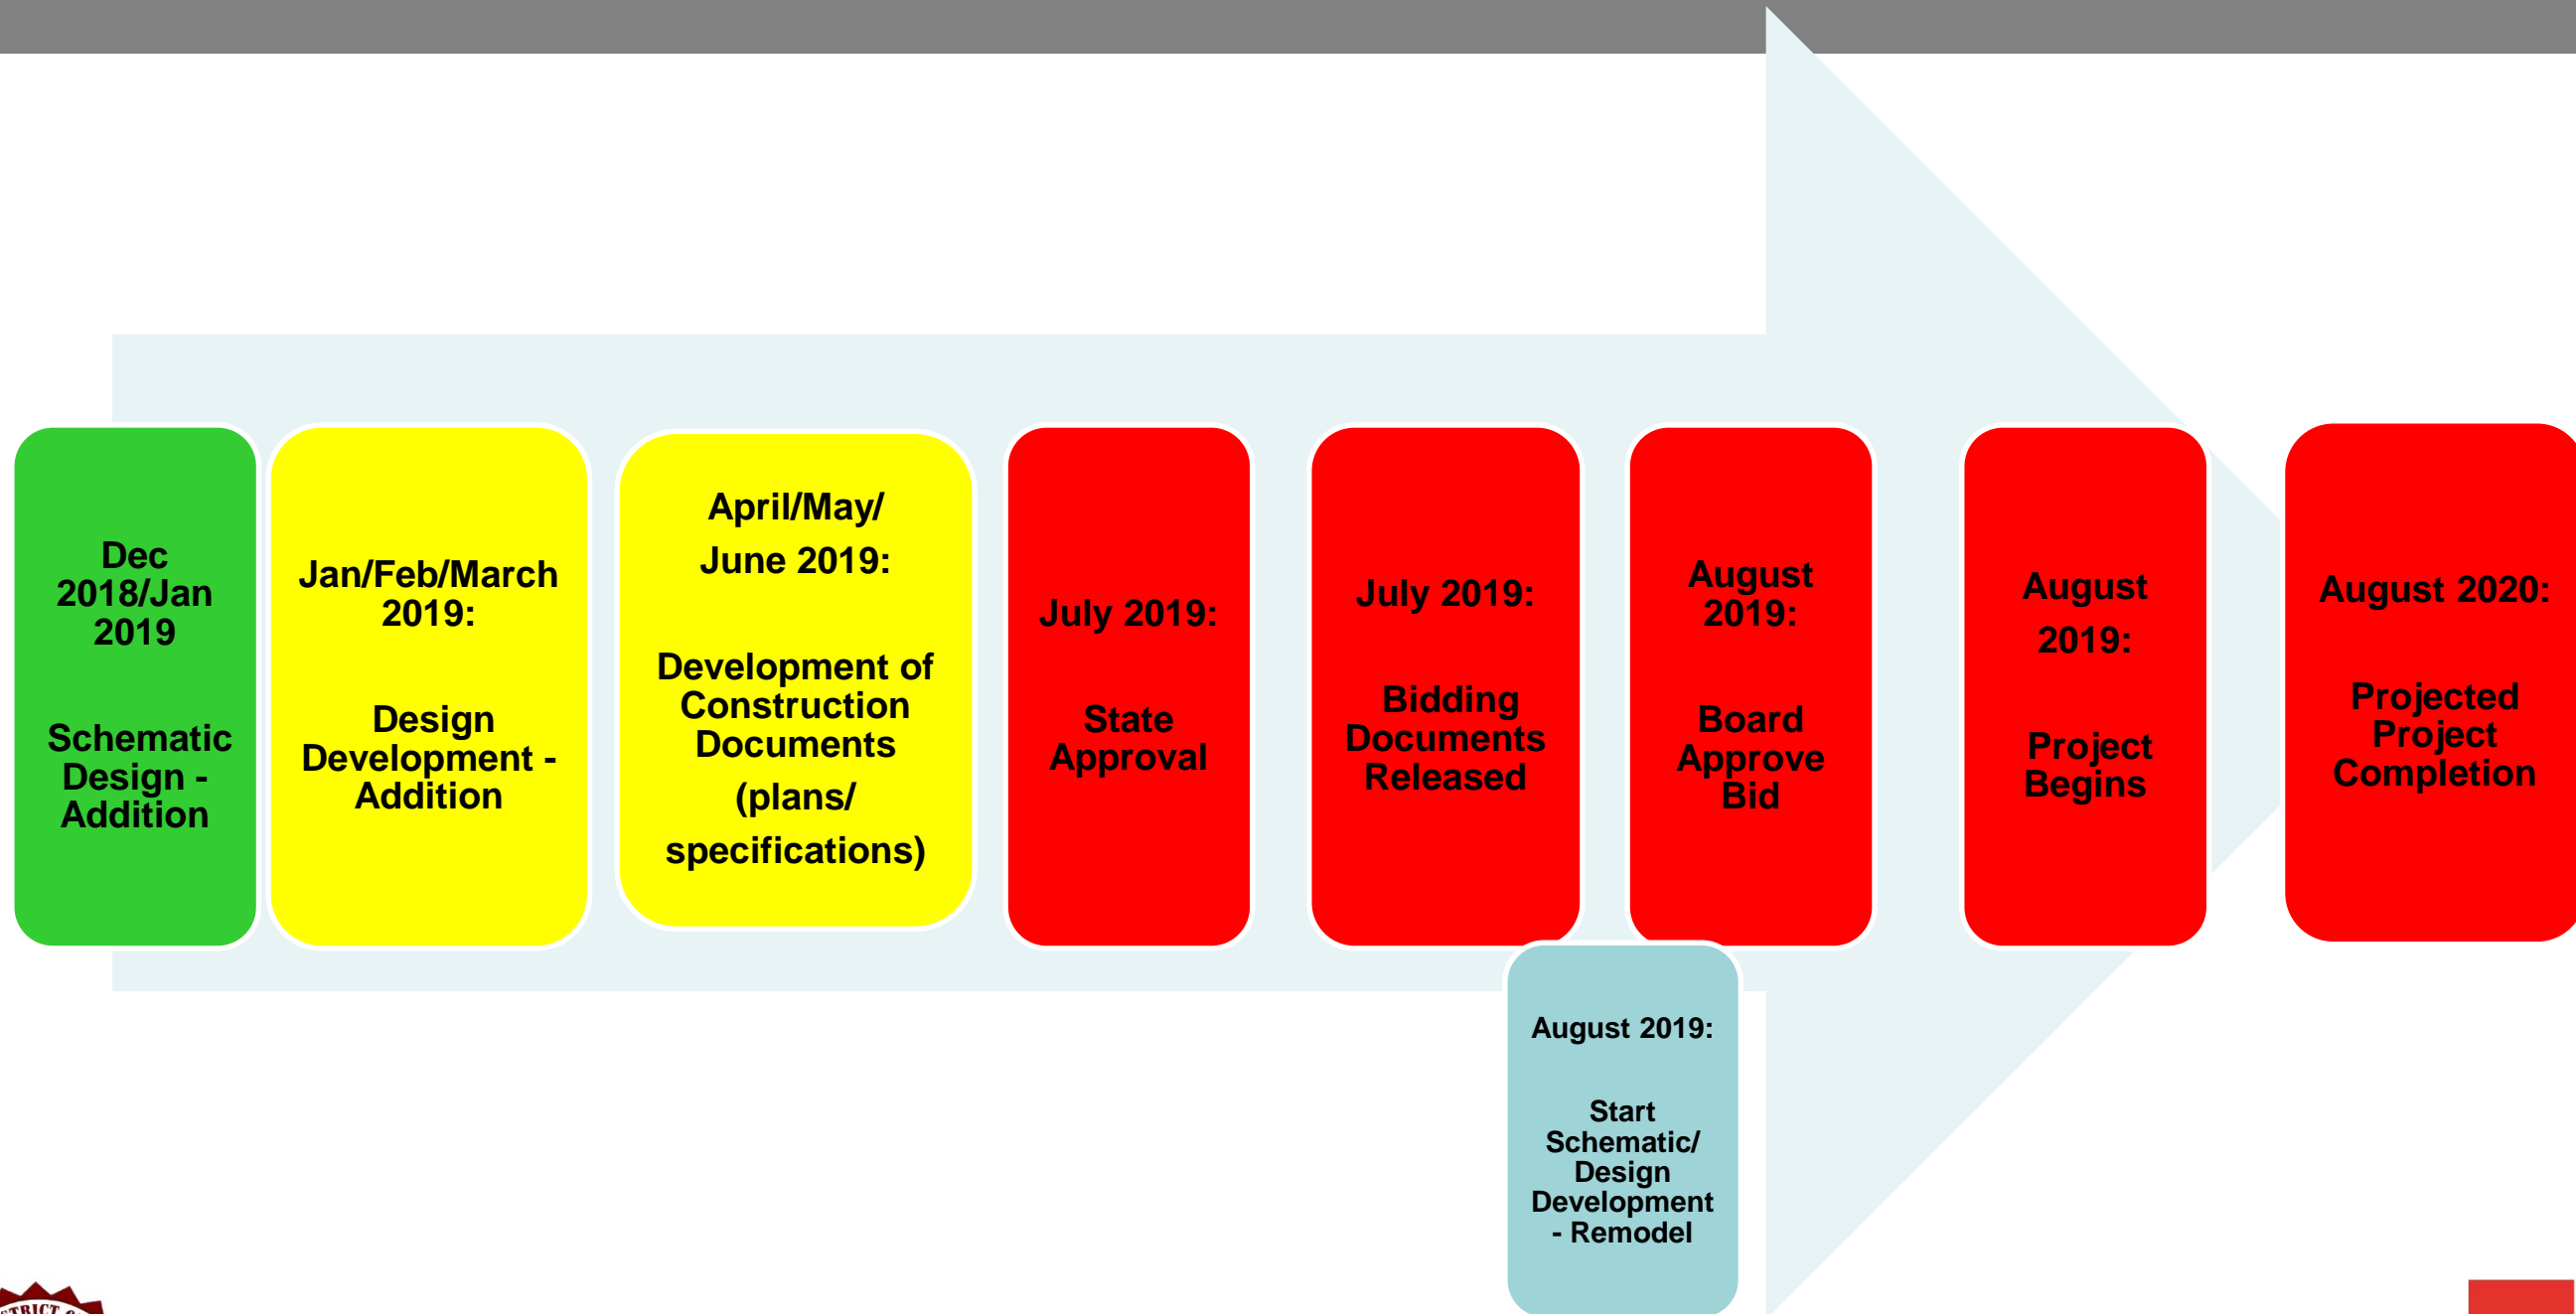 Dec
2018/Jan
2019
Schematic
Design -
Addition
Jan/Feb/March
2019:
Design
Development -
Addition
April/May/
June 2019:
Development of
Construction
Documents
(plans/
specifications)
July 2019:
State
Approval
July 2019:
Bidding
Documents
Released
August
2019:
Board
Approve
Bid
August
2019:
Project
Begins
August 2020:
Projected
Project
Completion
August 2019:
Start
Schematic/
Design
Development
- Remodel